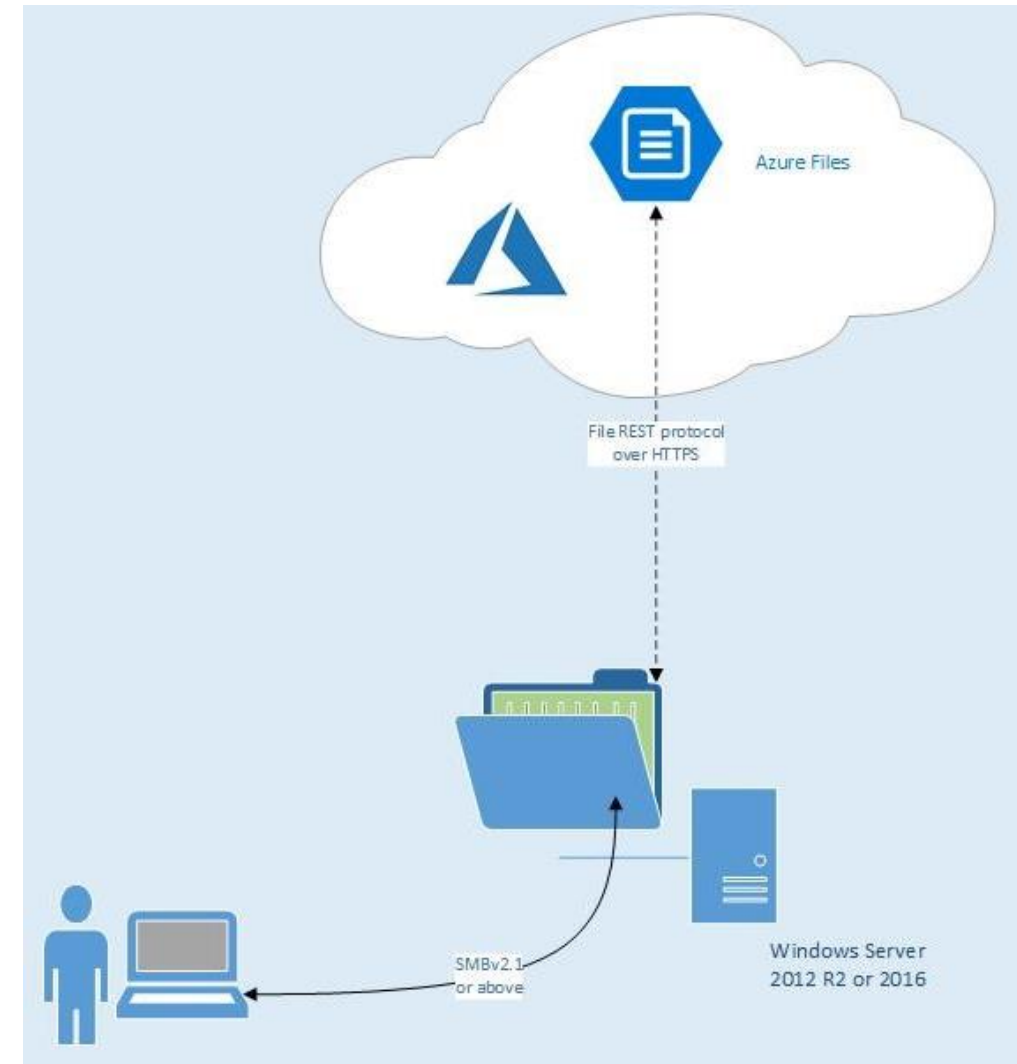 Azure Files
File REST protocol
over HTTPS
SMBv2.1
or above
Windows Server
2012 R2 or 2016